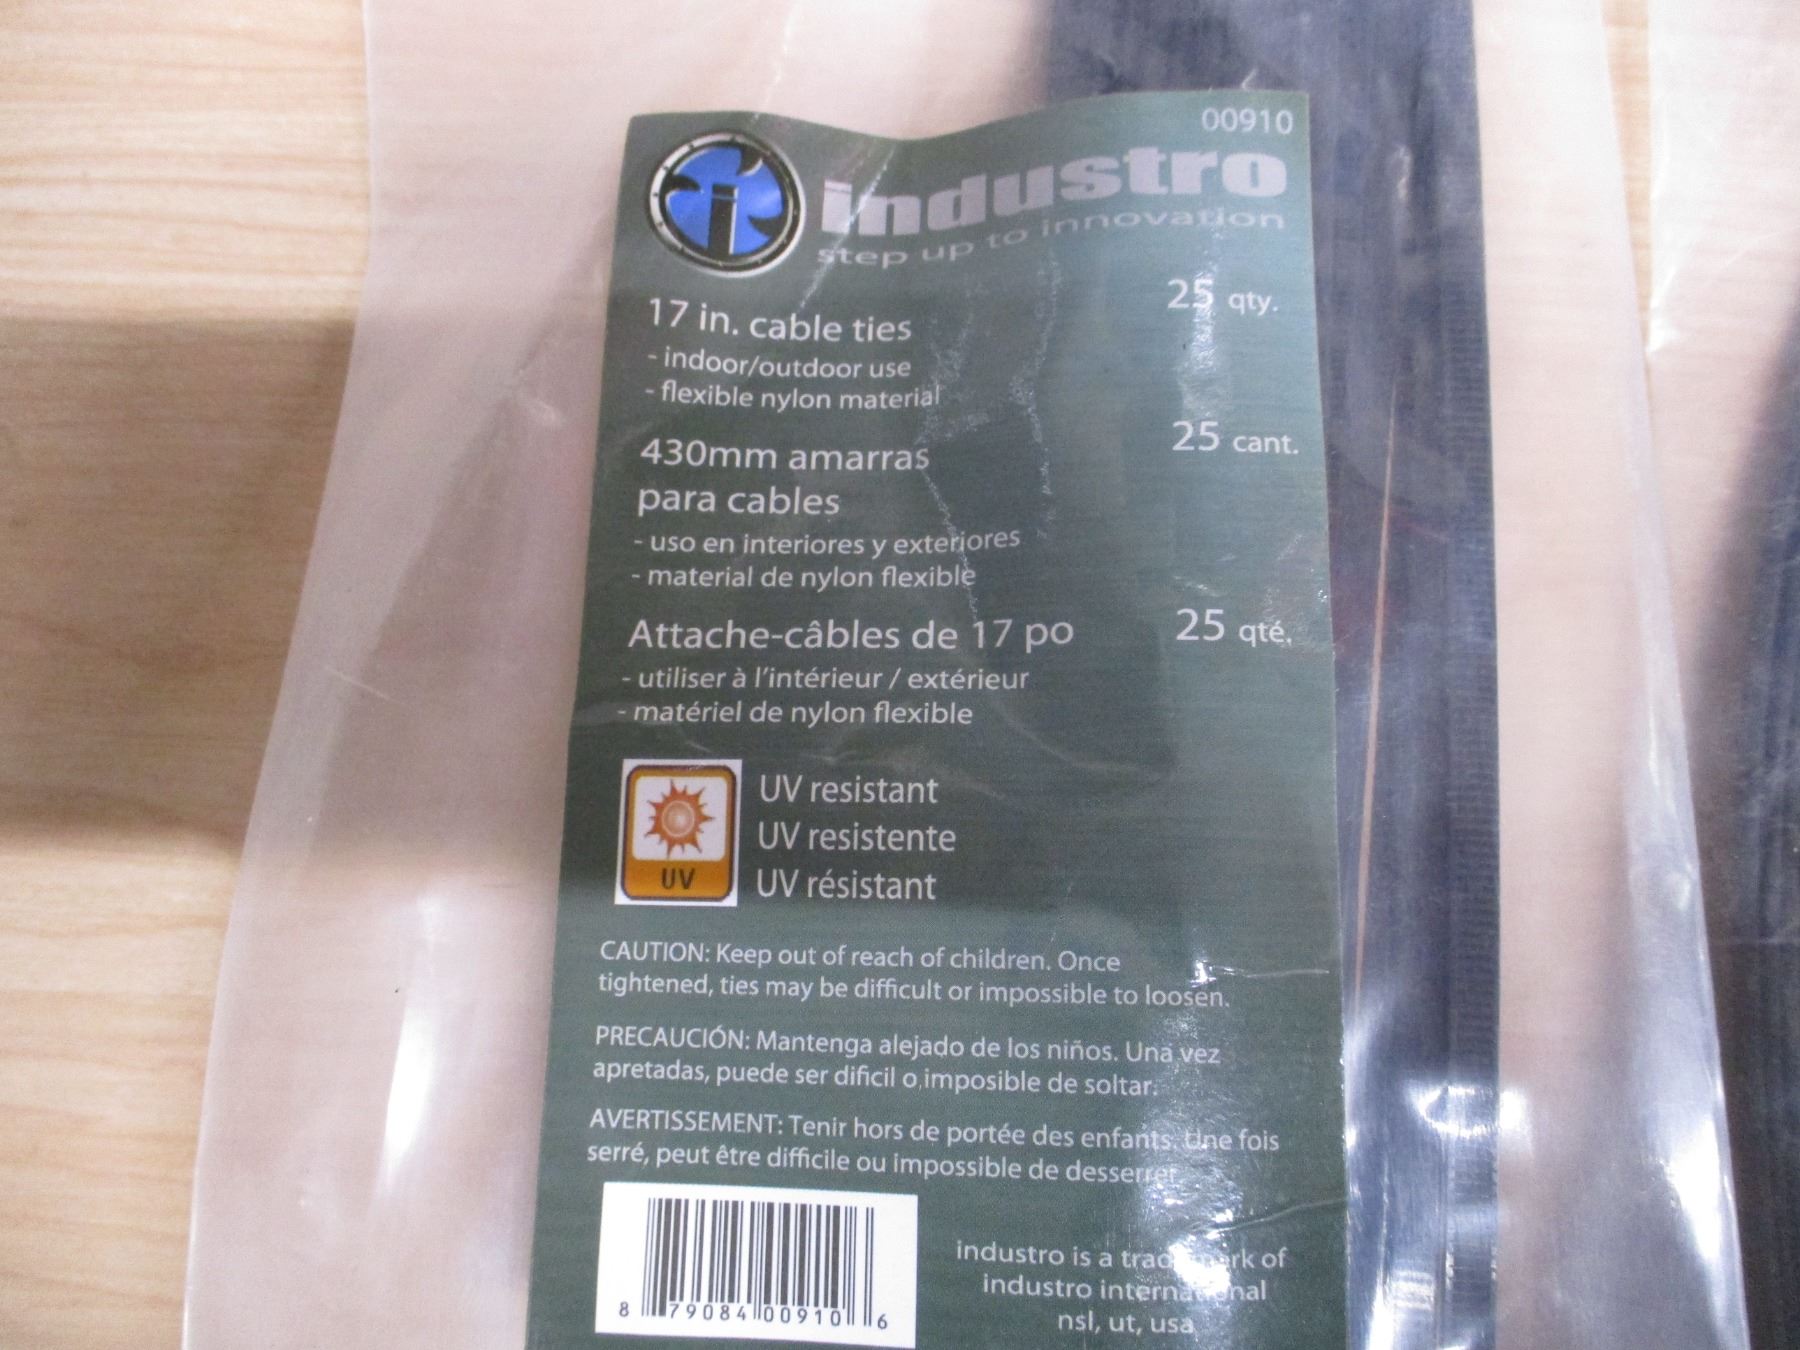 00910
industro
step up to innovation
17 in. cable ties 25 qty.
- indoor/outdoor use
- flexible nylon material
430mm amarras 25 cant.
para cables
- uso en interiores y exteriores
- material de nylon flexible
Attache-câbles de 17 po 25 qté.
- utiliser à l'intérieur / extérieur
- matériel de nylon flexible
UV resistant
UV resistente
UV résistant
UV
CAUTION: Keep out of reach of children. Once
tightened, ties may be difficult or impossible to loosen.
PRECAUCIÓN: Mantenga alejado de los niños. Una vez
apretadas, puede ser dificil o imposible de soltar.
AVERTISSEMENT: Tenir hors de portée des enfants. Une fois
serré, peut être difficile ou impossible de desserrer
industro is a trademark of
industro international
nsl, ut, usa
8 79084 00910 6